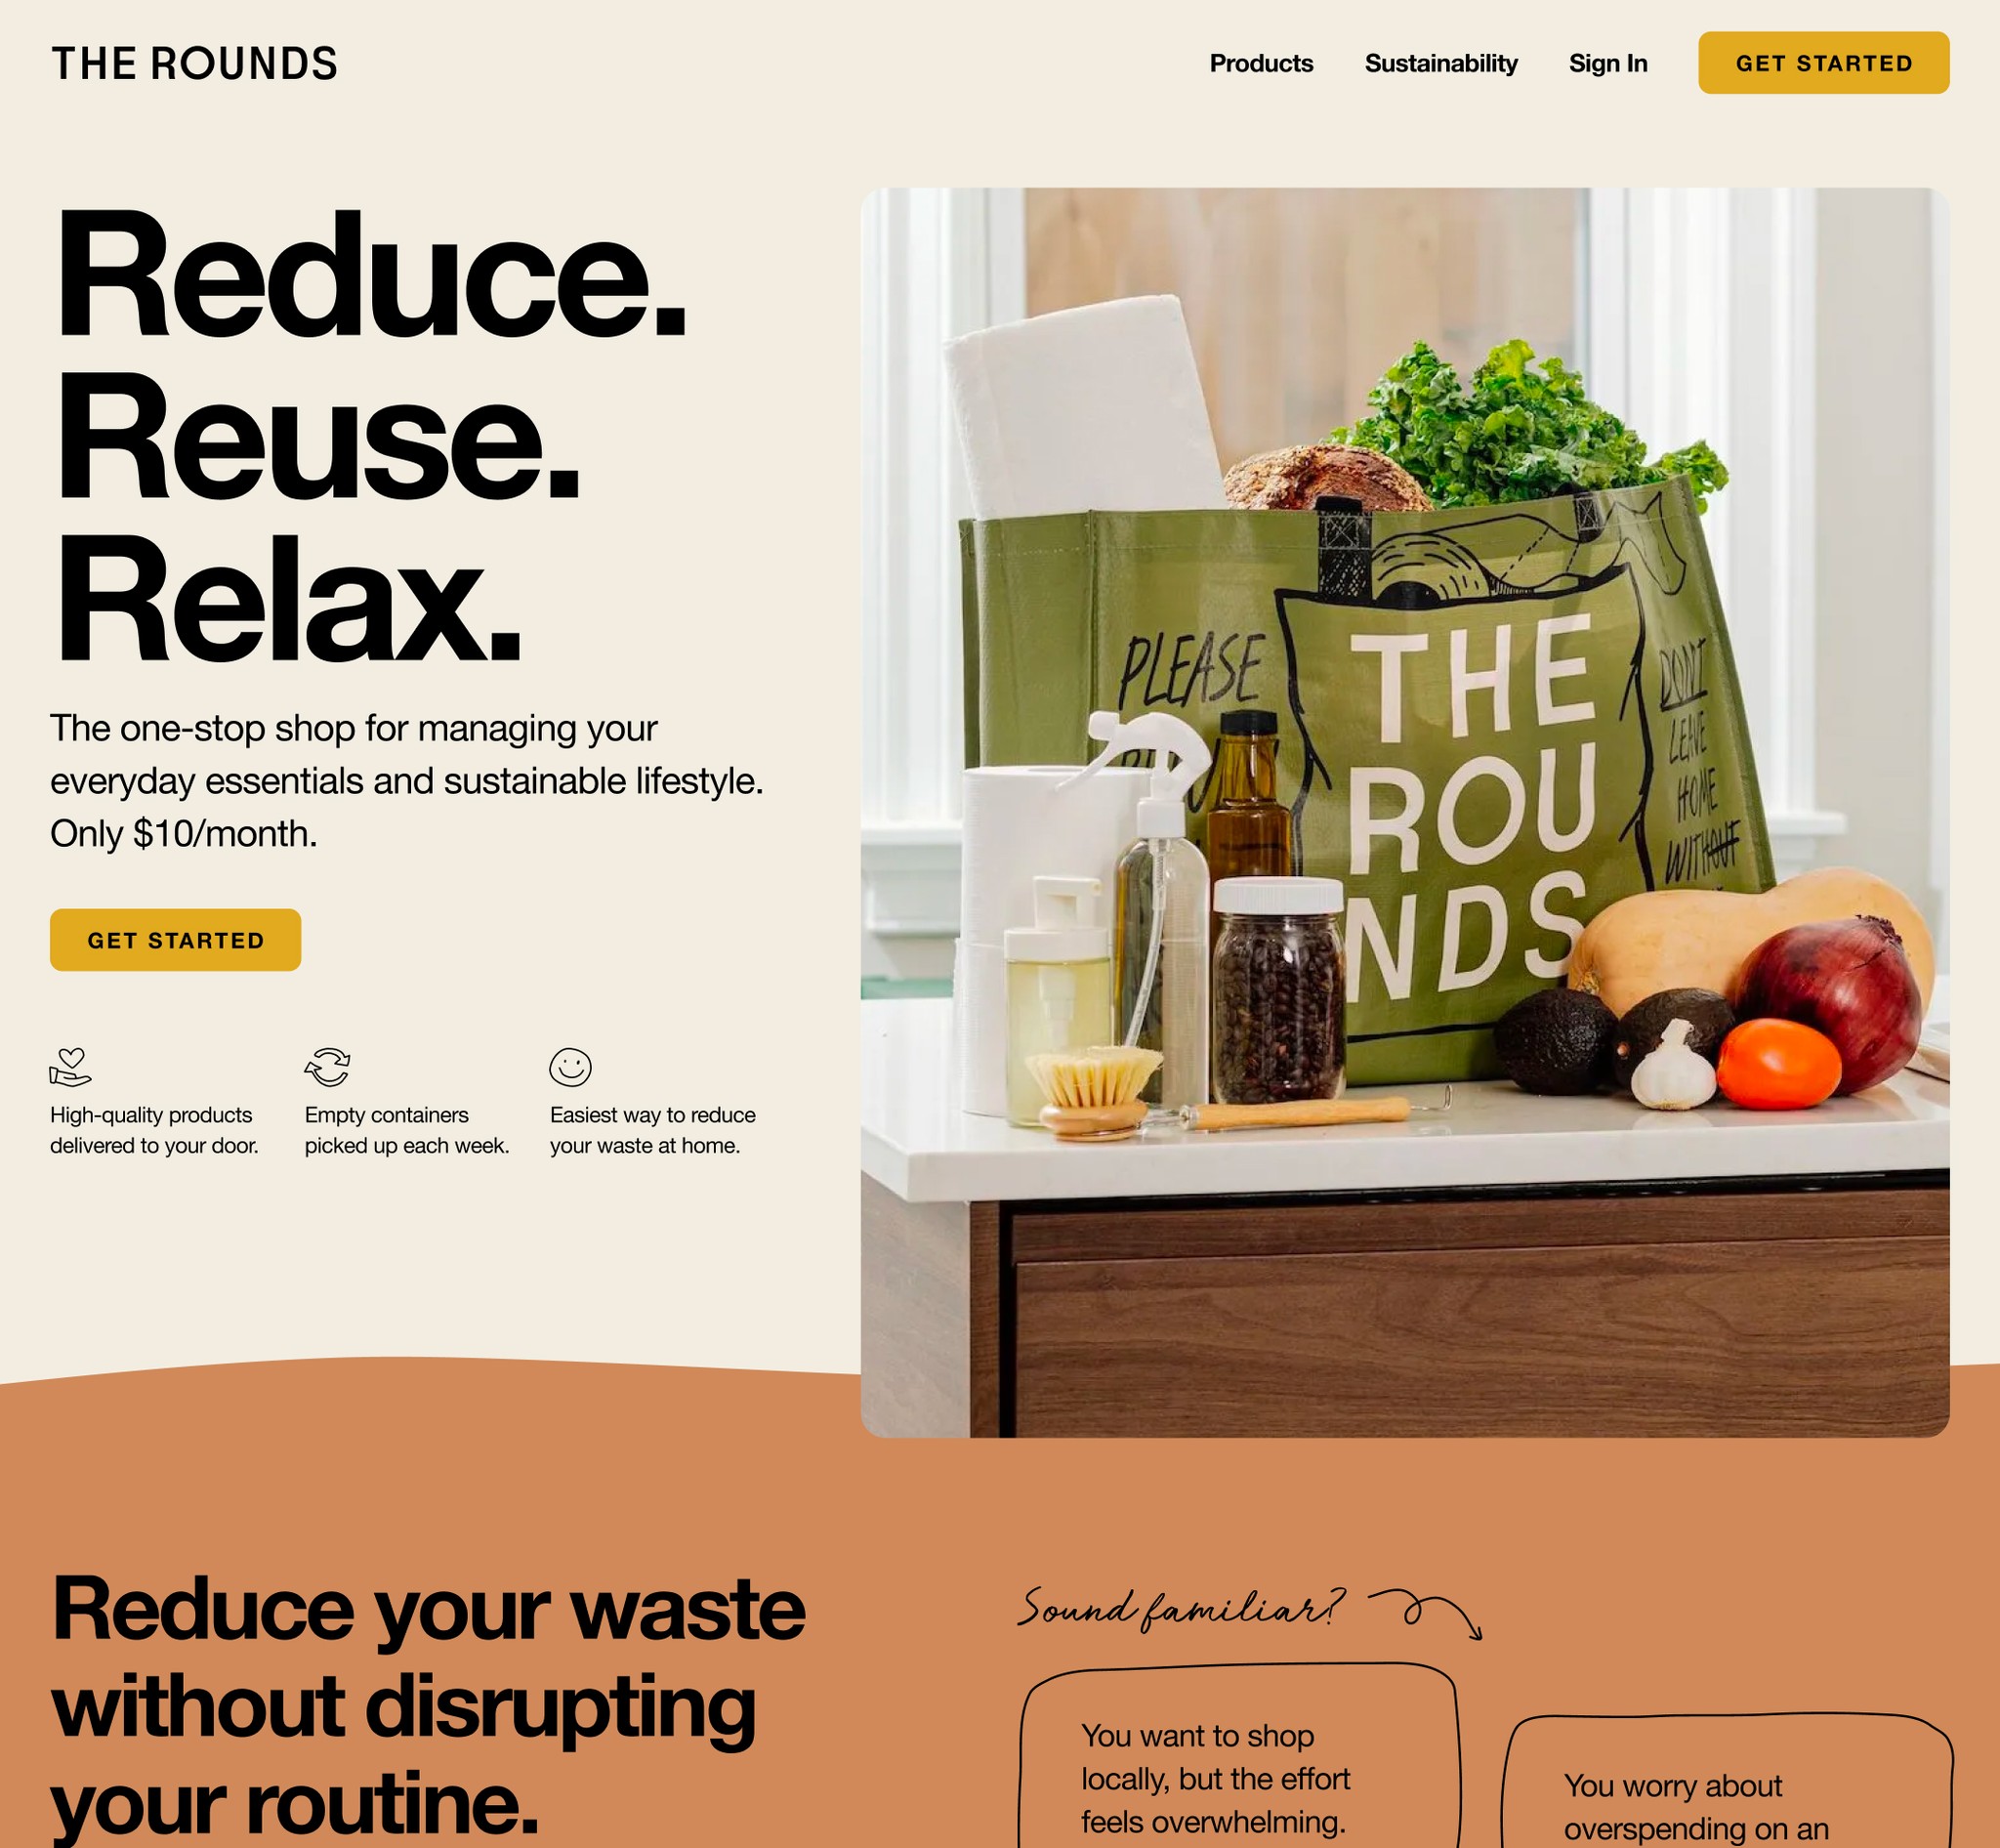 THE ROUNDS
Products
Sustainability
Sign In
GET STARTED
Reduce.
Reuse.
Relax.
The one-stop shop for managing your
everyday essentials and sustainable lifestyle.
Only $10/month.
GET STARTED
High-quality products
delivered to your door.
Empty containers
picked up each week.
Easiest way to reduce
your waste at home.
PLEASE
THE
ROU
NDS
DON'T
LEAVE
HOME
WITHOUT
Reduce your waste
without disrupting
your routine.
Sound familiar?
You want to shop
locally, but the effort
feels overwhelming.
You worry about
overspending on an